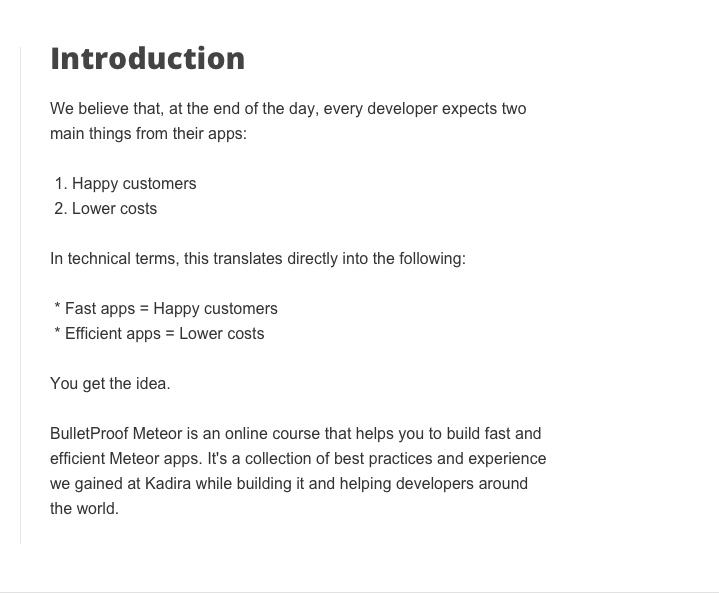 Introduction
We believe that, at the end of the day, every developer expects two
main things from their apps:
1. Happy customers
2. Lower costs
In technical terms, this translates directly into the following:
* Fast apps = Happy customers
* Efficient apps = Lower costs
You get the idea.
BulletProof Meteor is an online course that helps you to build fast and
efficient Meteor apps. It's a collection of best practices and experience
we gained at Kadira while building it and helping developers around
the world.